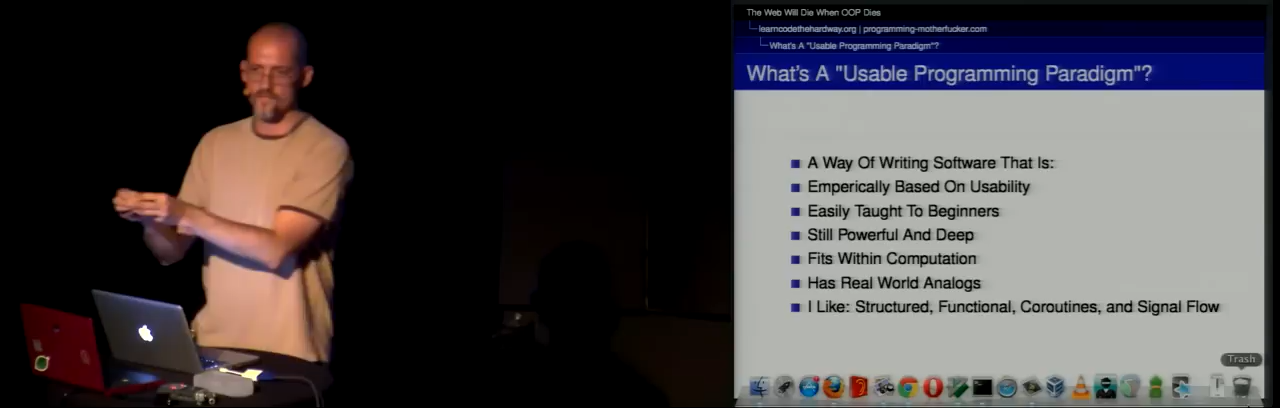 The Web Will Die When OOP Dies
learncodethehardway.org | programming-motherfucker.com
What's A "Usable Programming Paradigm"?
What's A "Usable Programming Paradigm"?
A Way Of Writing Software That Is:
Emperically Based On Usability
Easily Taught To Beginners
Still Powerful And Deep
Fits Within Computation
Has Real World Analogs
I Like: Structured, Functional, Coroutines, and Signal Flow
Trash